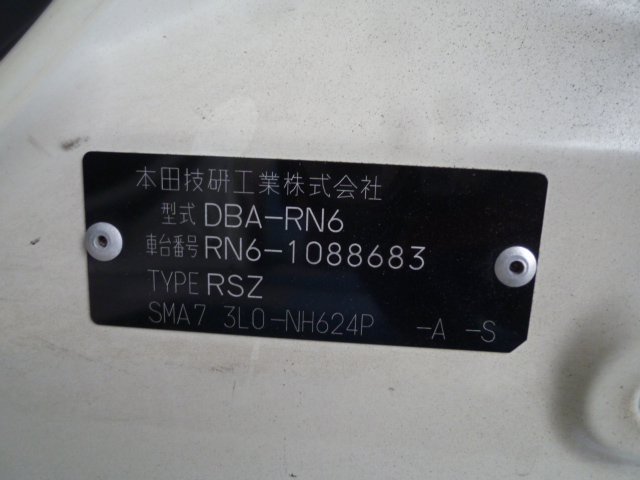 本田技研工業株式会社
型式 DBA-RN6
車台番号 RN6-1088683
TYPE RSZ
SMA7 3L0-NH624P -A -S